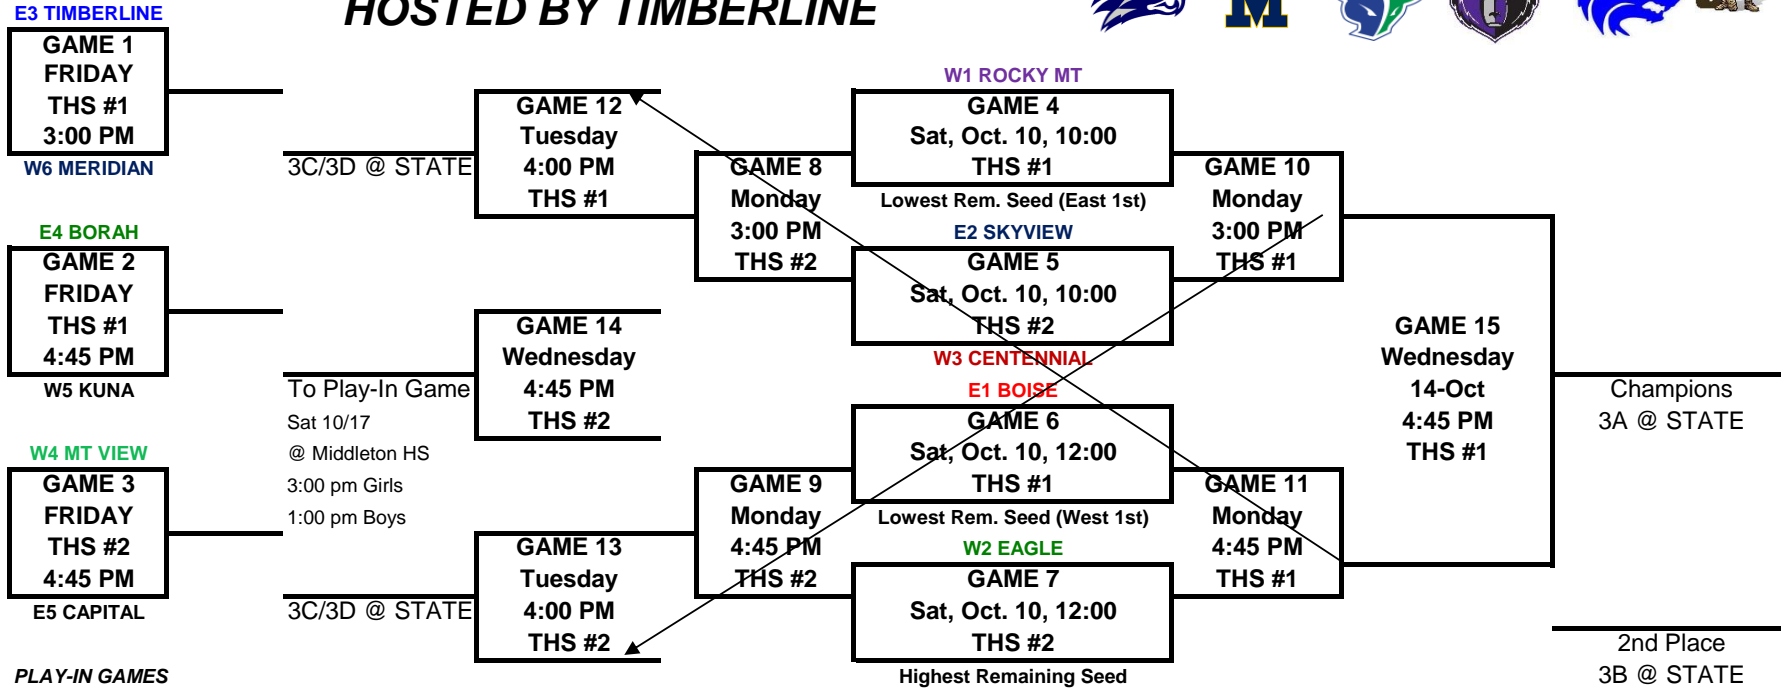 HOSTED BY TIMBERLINE
M
E3 TIMBERLINE
GAME 1
FRIDAY
THS #1
3:00 PM
W6 MERIDIAN
E4 BORAH
GAME 2
FRIDAY
THS #1
4:45 PM
W5 KUNA
W4 MT VIEW
GAME 3
FRIDAY
THS #2
4:45 PM
E5 CAPITAL
PLAY-IN GAMES
3C/3D @ STATE
To Play-In Game
Sat 10/17
@ Middleton HS
3:00 pm Girls
1:00 pm Boys
3C/3D @ STATE
GAME 12
Tuesday
4:00 PM
THS #1
GAME 14
Wednesday
4:45 PM
THS #2
GAME 13
Tuesday
4:00 PM
THS #2
GAME 8
Monday
3:00 PM
THS #2
GAME 9
Monday
4:45 PM
THS #2
W1 ROCKY MT
GAME 4
Sat, Oct. 10, 10:00
THS #1
Lowest Rem. Seed (East 1st)
E2 SKYVIEW
GAME 5
Sat, Oct. 10, 10:00
THS #2
W3 CENTENNIAL
E1 BOISE
GAME 6
Sat, Oct. 10, 12:00
THS #1
Lowest Rem. Seed (West 1st)
W2 EAGLE
GAME 7
Sat, Oct. 10, 12:00
THS #2
Highest Remaining Seed
GAME 10
Monday
3:00 PM
THS #1
GAME 11
Monday
4:45 PM
THS #1
GAME 15
Wednesday
14-Oct
4:45 PM
THS #1
Champions
3A @ STATE
2nd Place
3B @ STATE